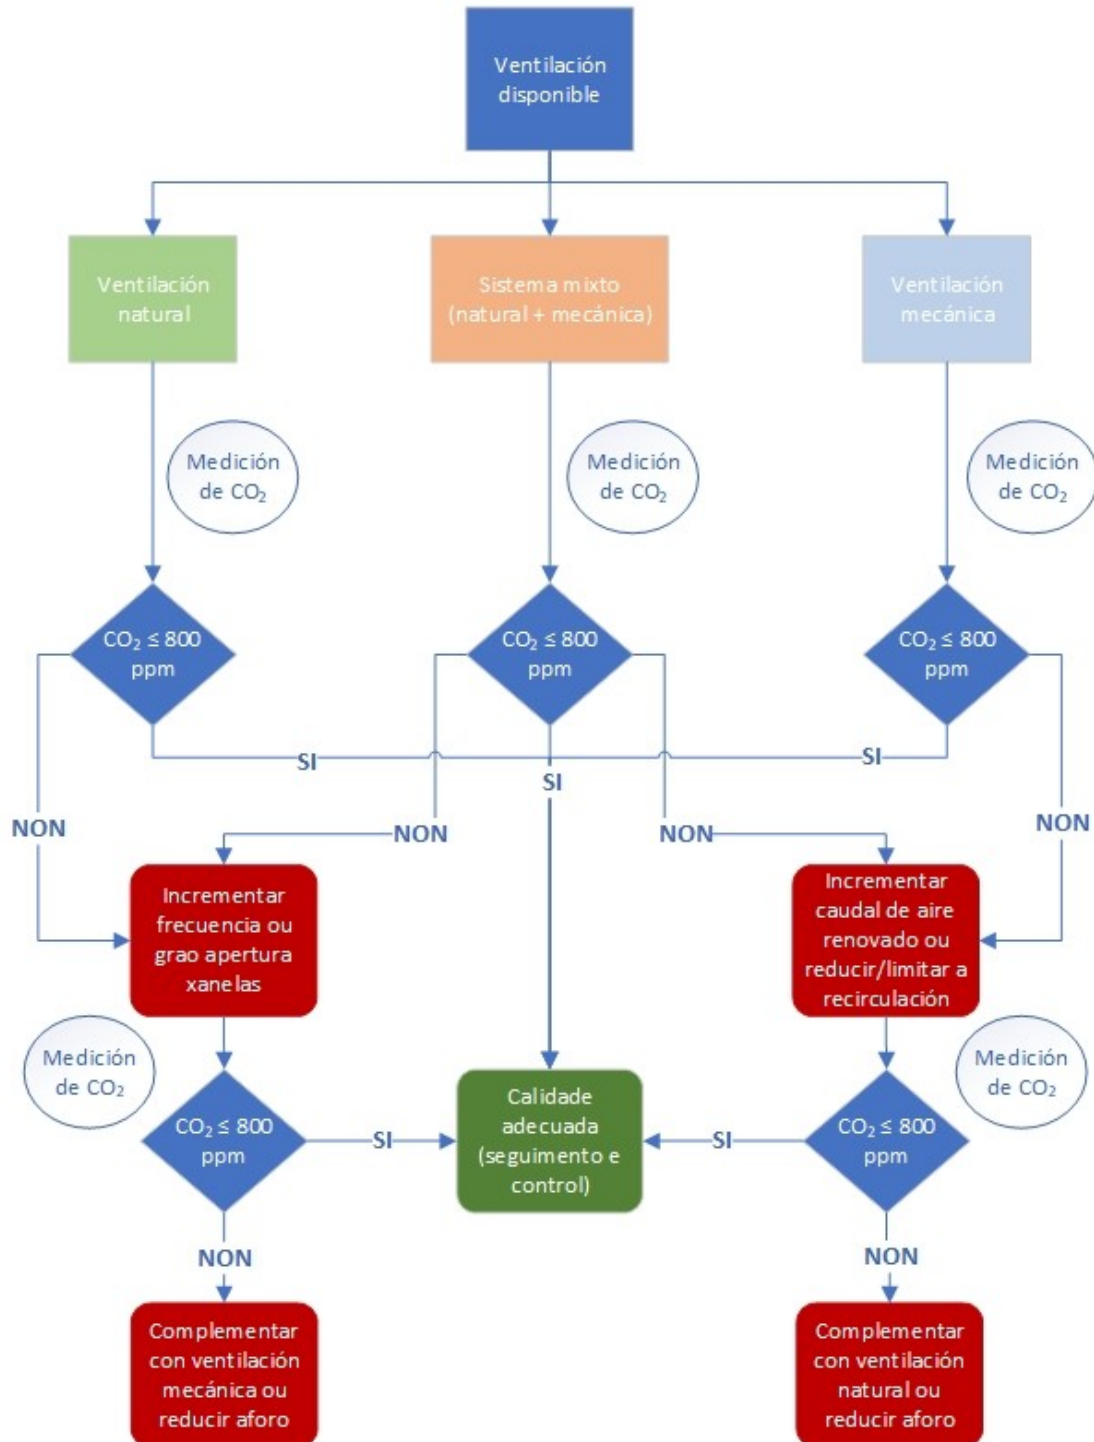 Ventilación
disponible
Ventilación
natural
Sistema mixto
(natural + mecánica)
Ventilación
mecánica
Medición
de CO₂
Medición
de CO₂
Medición
de CO₂
CO₂ ≤ 800
ppm
CO₂ ≤ 800
ppm
CO₂ ≤ 800
ppm
SI
SI
SI
NON
NON
NON
NON
Incrementar
frecuencia ou
grao apertura
xanelas
Incrementar
caudal de aire
renovado ou
reducir/limitar a
recirculación
Medición
de CO₂
Medición
de CO₂
CO₂ ≤ 800
ppm
SI
Calidade
adecuada
(seguimento e
control)
SI
CO₂ ≤ 800
ppm
NON
NON
Complementar
con ventilación
mecánica ou
reducir aforo
Complementar
con ventilación
natural ou
reducir aforo